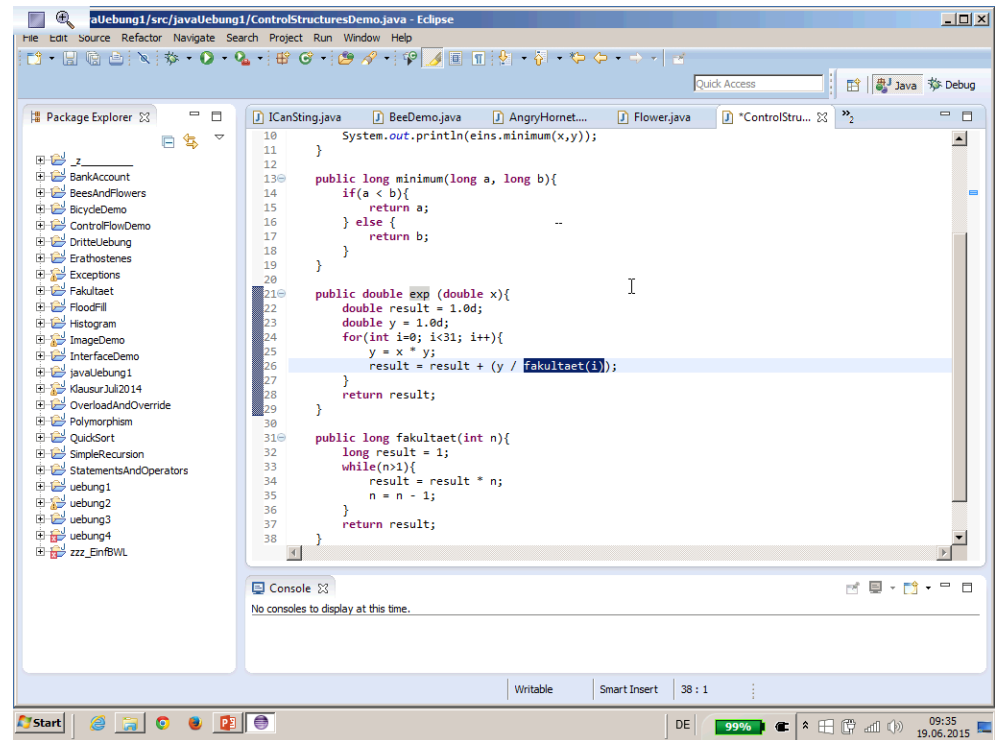 aUebung1/src/javaUebung1/ControlStructuresDemo.java - Eclipse
File Edit Source Refactor Navigate Search Project Run Window Help
Quick Access
Java
Debug
Package Explorer
_z_________
BankAccount
BeesAndFlowers
BicycleDemo
ControlFlowDemo
DritteUebung
Erathostenes
Exceptions
Fakultaet
FloodFill
Histogram
ImageDemo
InterfaceDemo
javaUebung1
KlausurJuli2014
OverloadAndOverride
Polymorphism
QuickSort
SimpleRecursion
StatementsAndOperators
uebung1
uebung2
uebung3
uebung4
zzz_EinfBWL
ICanSting.java BeeDemo.java AngryHornet.... Flower.java *ControlStru... »2
10 System.out.println(eins.minimum(x,y));
11 }
12
13 public long minimum(long a, long b){
14 if(a < b){
15 return a;
16 } else { --
17 return b;
18 }
19 }
20
21 public double exp (double x){
22 double result = 1.0d;
23 double y = 1.0d;
24 for(int i=0; i<31; i++){
25 y = x * y;
26 result = result + (y / fakultaet(i));
27 }
28 return result;
29 }
30
31 public long fakultaet(int n){
32 long result = 1;
33 while(n>1){
34 result = result * n;
35 n = n - 1;
36 }
37 return result;
38 }
Console
No consoles to display at this time.
Writable Smart Insert 38 : 1
Start
DE
99%
09:35
19.06.2015